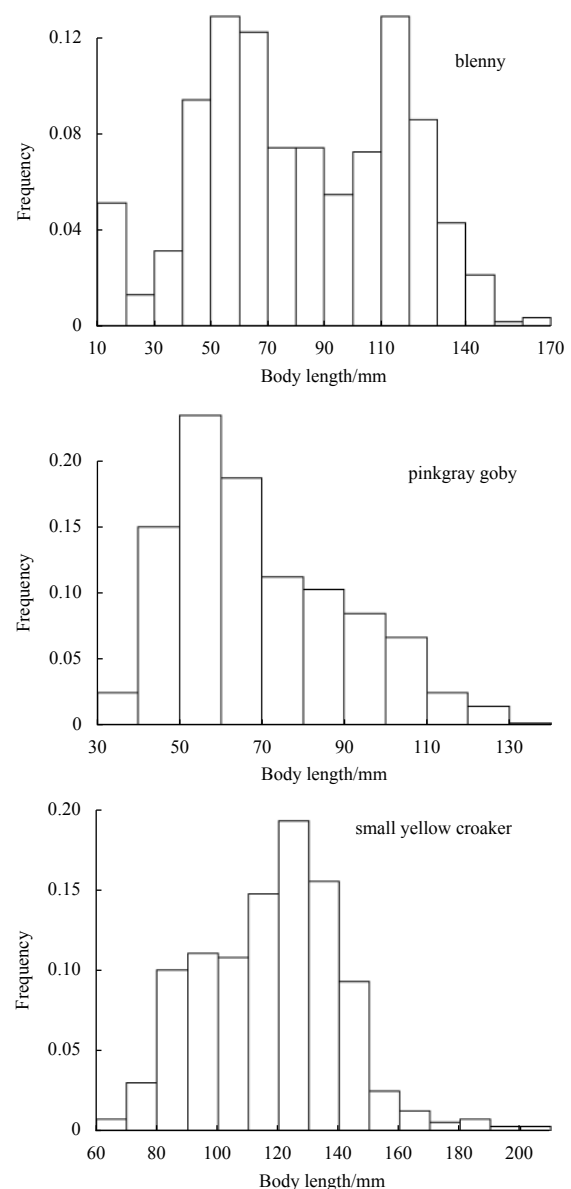 0.12
blenny
0.08
Frequency
0.04
0
10 30 50 70 90 110 140 170
Body length/mm
0.20
pinkgray goby
0.15
Frequency
0.10
0.05
0
30 50 70 90 110 130
Body length/mm
0.20
small yellow croaker
0.15
Frequency
0.10
0.05
0
60 80 100 120 140 160 180 200
Body length/mm